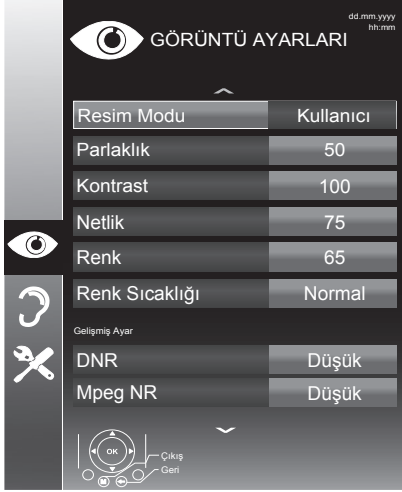 dd.mm.yyyy
hh:mm
GÖRÜNTÜ AYARLARI
Resim Modu Kullanıcı
Parlaklık 50
Kontrast 100
Netlik 75
Renk 65
Renk Sıcaklığı Normal
Gelişmiş Ayar
DNR Düşük
Mpeg NR Düşük
OK
Çıkış
M
Geri